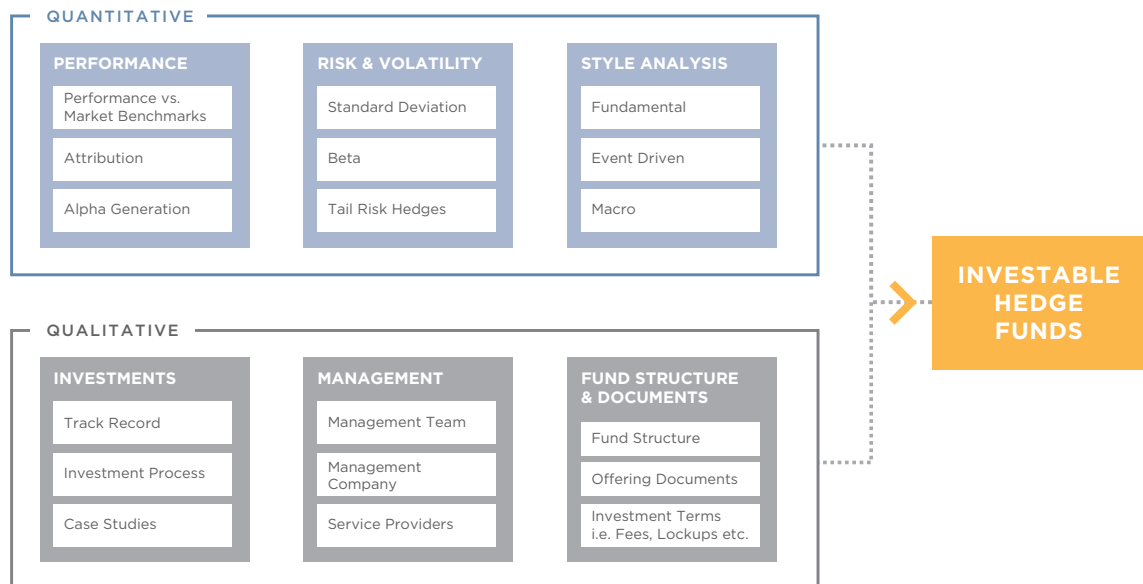 QUANTITATIVE
PERFORMANCE
Performance vs.
Market Benchmarks
Attribution
Alpha Generation
RISK & VOLATILITY
Standard Deviation
Beta
Tail Risk Hedges
STYLE ANALYSIS
Fundamental
Event Driven
Macro
QUALITATIVE
INVESTMENTS
Track Record
Investment Process
Case Studies
MANAGEMENT
Management Team
Management
Company
Service Providers
FUND STRUCTURE
& DOCUMENTS
Fund Structure
Offering Documents
Investment Terms
i.e. Fees, Lockups etc.
INVESTABLE
HEDGE
FUNDS